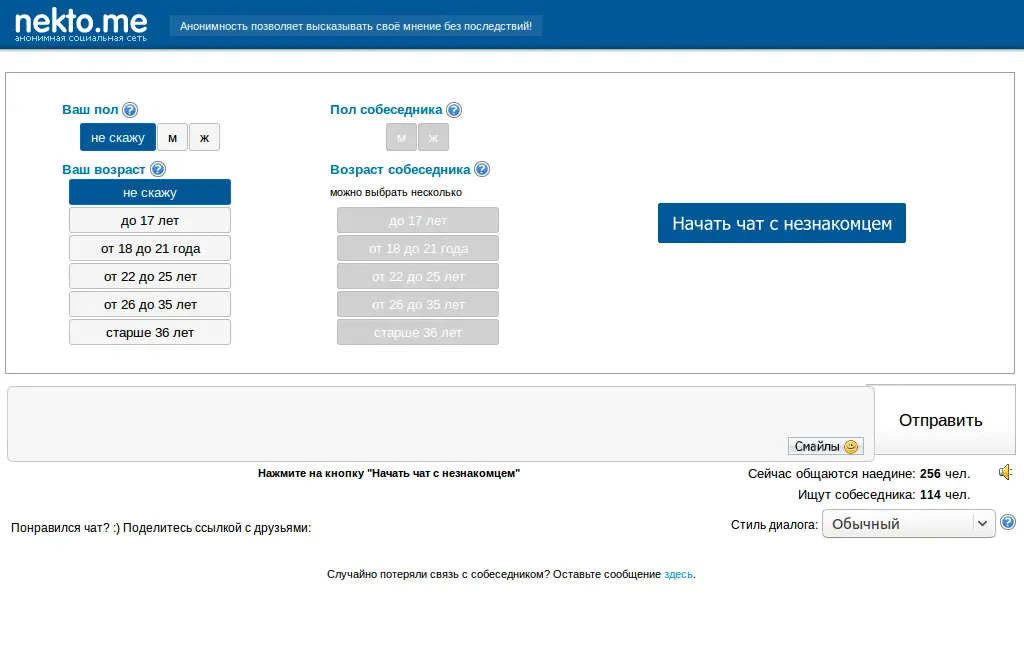 nekto.me
анонимная социальная сеть
Анонимность позволяет высказывать своё мнение без последствий!
Ваш пол
не скажу м ж
Ваш возраст
не скажу
до 17 лет
от 18 до 21 года
от 22 до 25 лет
от 26 до 35 лет
старше 36 лет
Пол собеседника
м ж
Возраст собеседника
можно выбрать несколько
до 17 лет
от 18 до 21 года
от 22 до 25 лет
от 26 до 35 лет
старше 36 лет
Начать чат с незнакомцем
Смайлы
Отправить
Нажмите на кнопку "Начать чат с незнакомцем"
Сейчас общаются наедине: 256 чел.
Ищут собеседника: 114 чел.
Понравился чат? :) Поделитесь ссылкой с друзьями:
Стиль диалога: Обычный
Случайно потеряли связь с собеседником? Оставьте сообщение здесь.